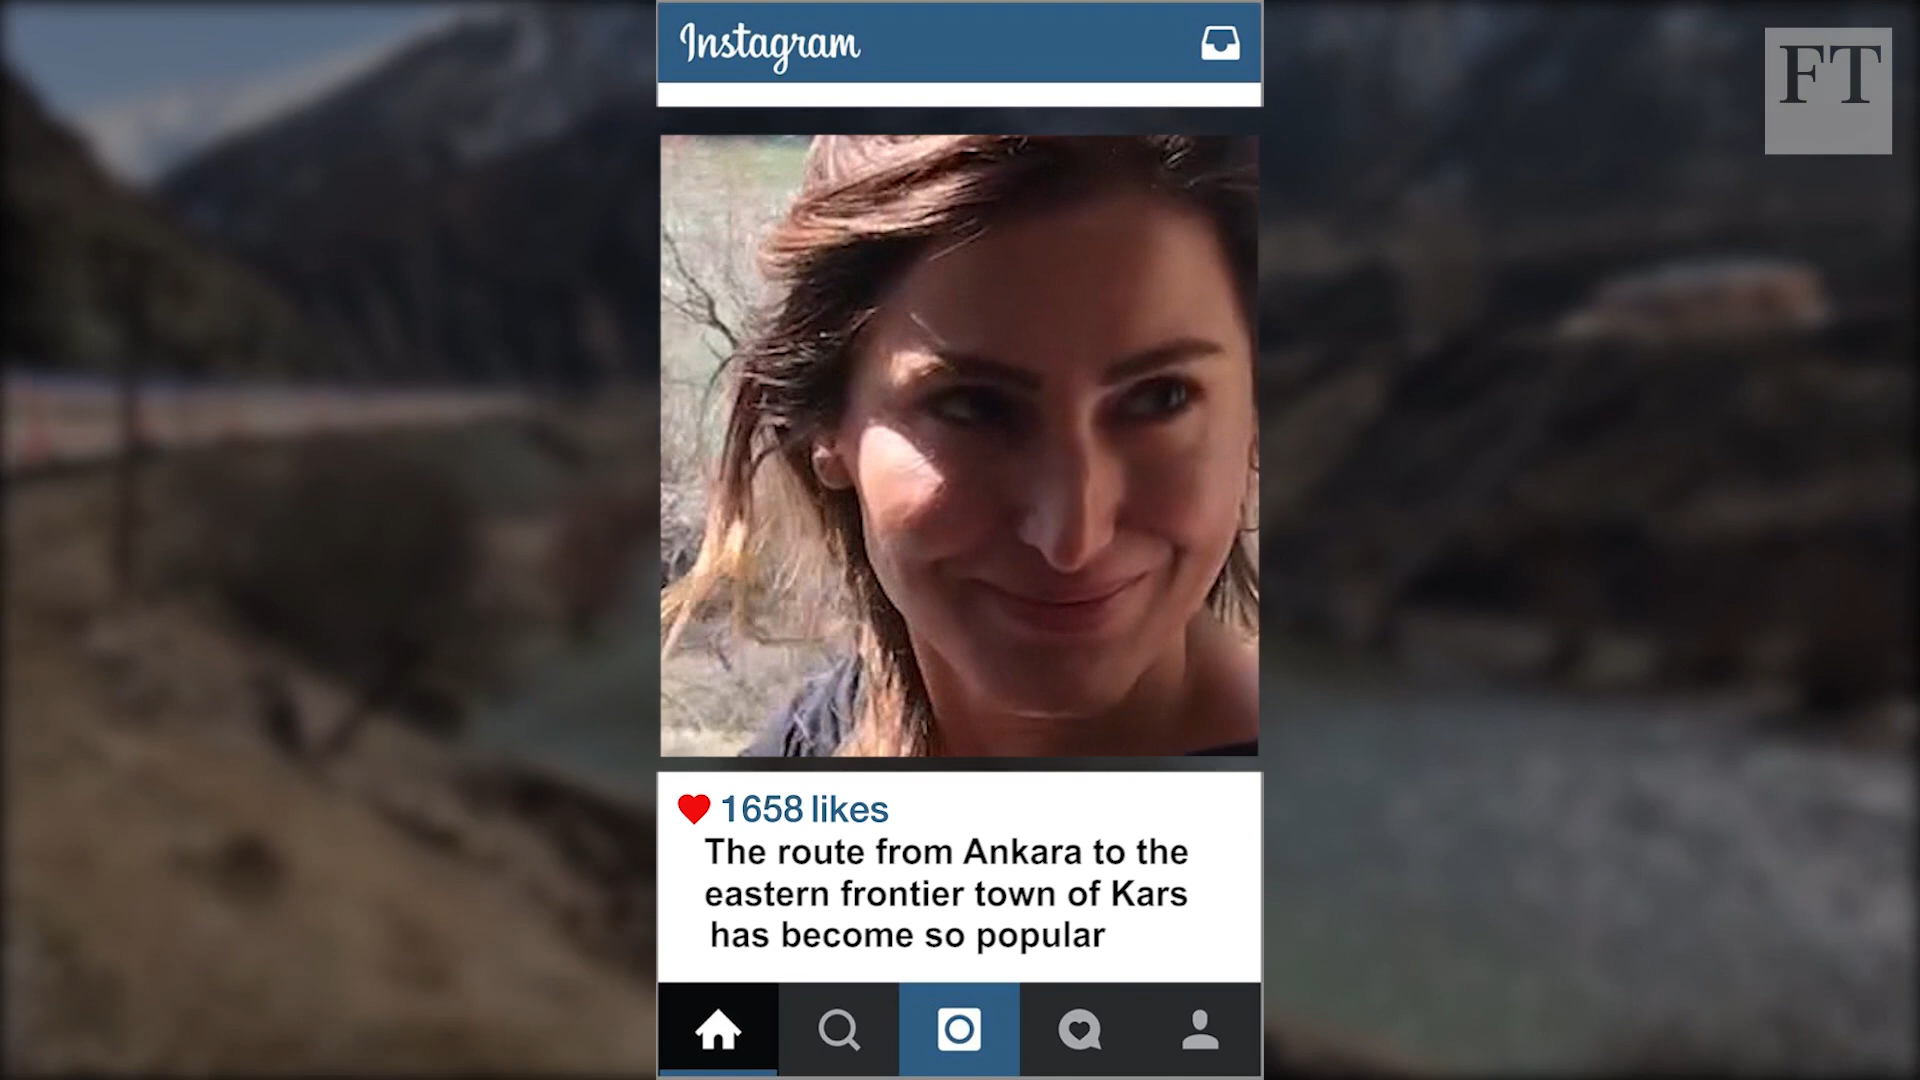 Instagram
FT
1658 likes
The route from Ankara to the
eastern frontier town of Kars
has become so popular